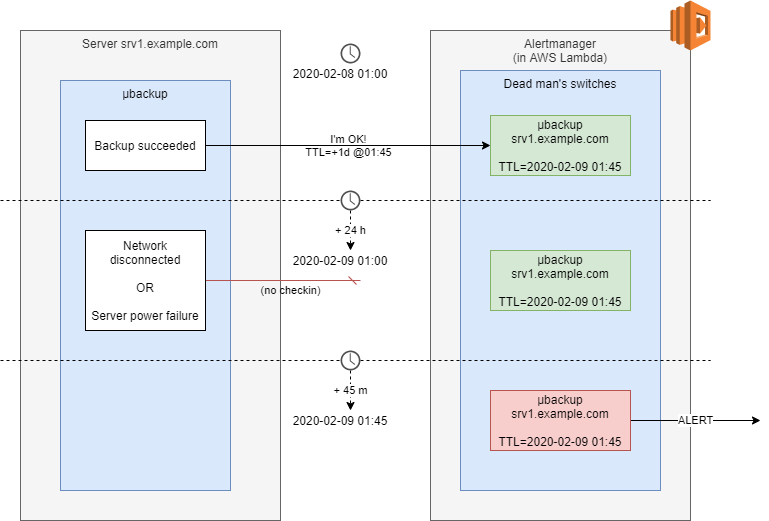 Server srv1.example.com
Alertmanager
(in AWS Lambda)
2020-02-08 01:00
µbackup
Dead man's switches
Backup succeeded
I'm OK!
TTL=+1d @01:45
µbackup
srv1.example.com
TTL=2020-02-09 01:45
+ 24 h
2020-02-09 01:00
Network
disconnected
OR
Server power failure
(no checkin)
µbackup
srv1.example.com
TTL=2020-02-09 01:45
+ 45 m
2020-02-09 01:45
µbackup
srv1.example.com
TTL=2020-02-09 01:45
ALERT